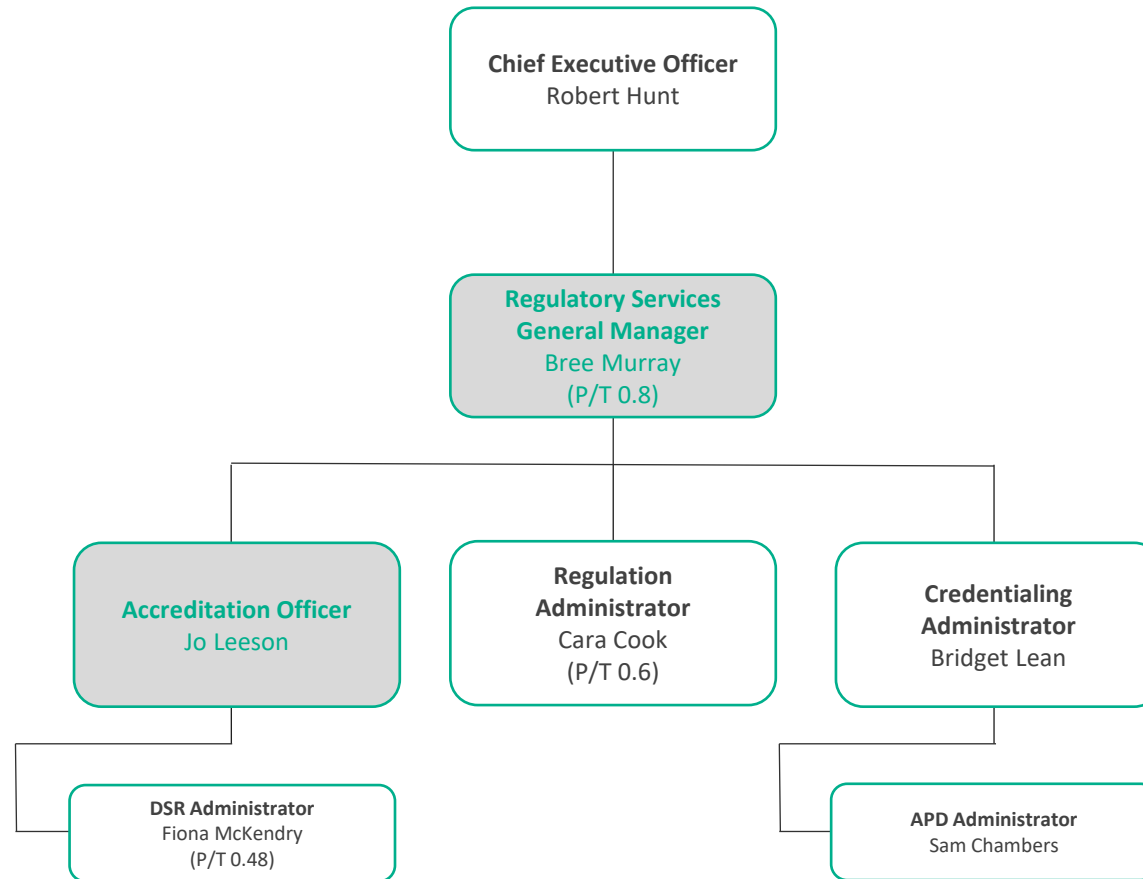 Chief Executive Officer
Robert Hunt
Regulatory Services
General Manager
Bree Murray
(P/T 0.8)
Accreditation Officer
Jo Leeson
Regulation
Administrator
Cara Cook
(P/T 0.6)
Credentialing
Administrator
Bridget Lean
DSR Administrator
Fiona McKendry
(P/T 0.48)
APD Administrator
Sam Chambers